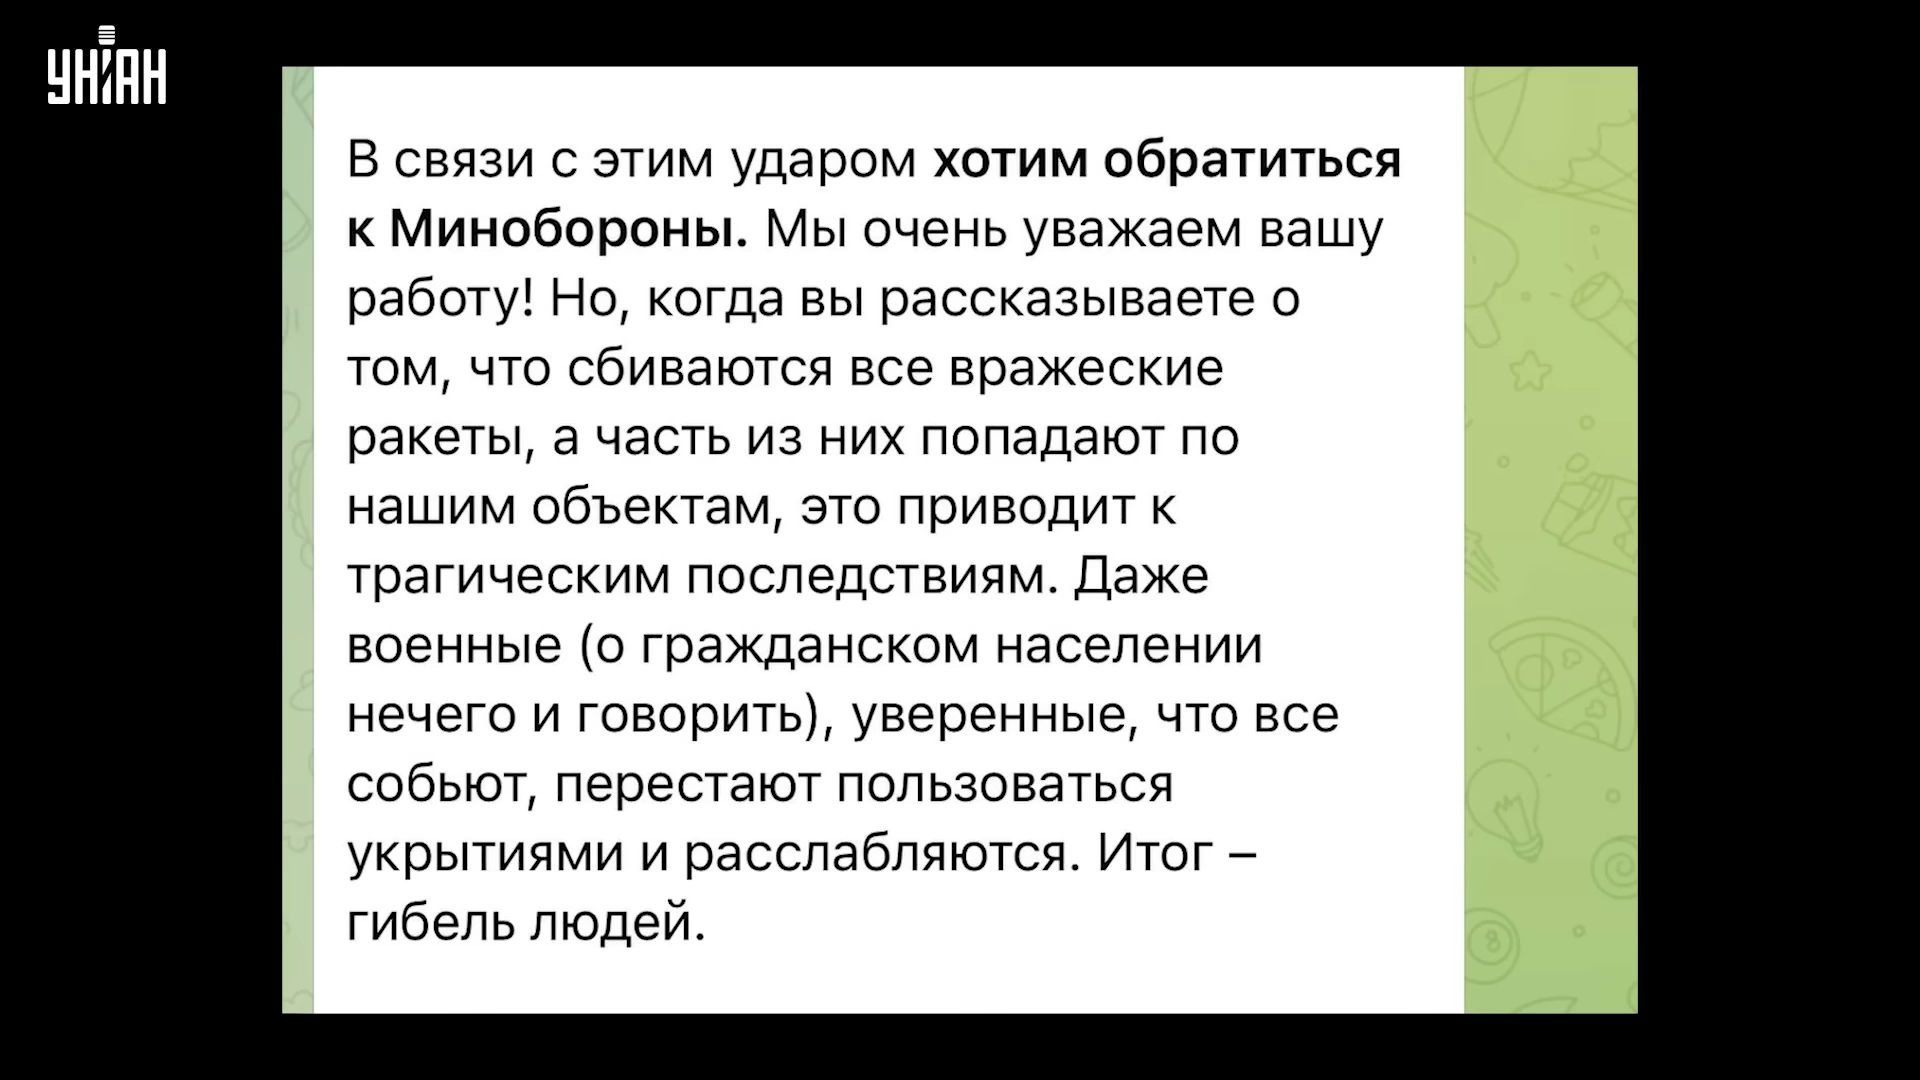 УНІАН
В связи с этим ударом хотим обратиться
к Минобороны. Мы очень уважаем вашу
работу! Но, когда вы рассказываете о
том, что сбиваются все вражеские
ракеты, а часть из них попадают по
нашим объектам, это приводит к
трагическим последствиям. Даже
военные (о гражданском населении
нечего и говорить), уверенные, что все
собьют, перестают пользоваться
укрытиями и расслабляются. Итог –
гибель людей.